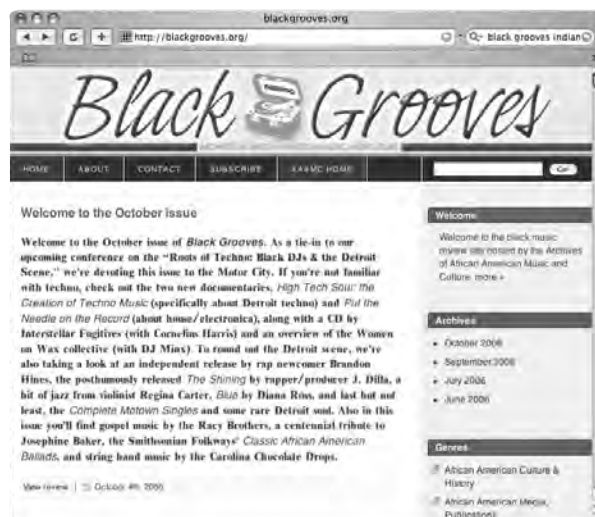 blackgrooves.org
http://blackgrooves.org/
black grooves indian
Black Grooves
HOME ABOUT CONTACT SUBSCRIBE AAAMC HOME
Go
Welcome to the October issue
Welcome to the October issue of Black Grooves. As a tie-in to our
upcoming conference on the “Roots of Techno: Black DJs & the Detroit
Scene,” we're devoting this issue to the Motor City. If you're not familiar
with techno, check out the two new documentaries, High Tech Soul: the
Creation of Techno Music (specifically about Detroit techno) and Put the
Needle on the Record (about house/electronica), along with a CD by
Interstellar Fugitives (with Cornelius Harris) and an overview of the Women
on Wax collective (with DJ Minx). To round out the Detroit scene, we're
also taking a look at an independent release by rap newcomer Brandon
Hines, the posthumously released The Shining by rapper/producer J. Dilla, a
bit of jazz from violinist Regina Carter, Blue by Diana Ross, and last but not
least, the Complete Motown Singles and some rare Detroit soul. Also in this
issue you'll find gospel music by the Racy Brothers, a centennial tribute to
Josephine Baker, the Smithsonian Folkways' Classic African American
Ballads, and string band music by the Carolina Chocolate Drops.
View review | October 4th, 2006
Welcome
Welcome to the black music
review site hosted by the Archives
of African American Music and
Culture. more »
Archives
October 2006
September 2006
July 2006
June 2006
Genres
African American Culture &
History
African American Media,
Publications